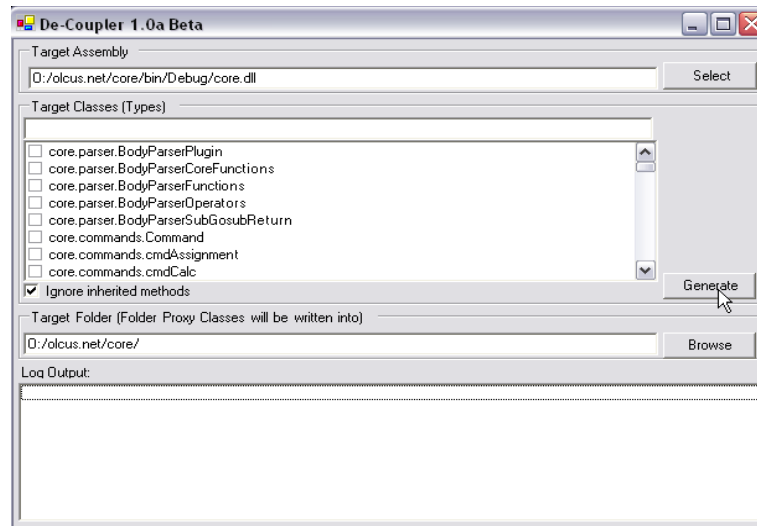 De-Coupler 1.0a Beta
Target Assembly
O:/olcus.net/core/bin/Debug/core.dll
Select
Target Classes (Types)
core.parser.BodyParserPlugin
core.parser.BodyParserCoreFunctions
core.parser.BodyParserFunctions
core.parser.BodyParserOperators
core.parser.BodyParserSubGosubReturn
core.commands.Command
core.commands.cmdAssignment
core.commands.cmdCalc
Ignore inherited methods
Generate
Target Folder (Folder Proxy Classes will be written into)
O:/olcus.net/core/
Browse
Log Output: